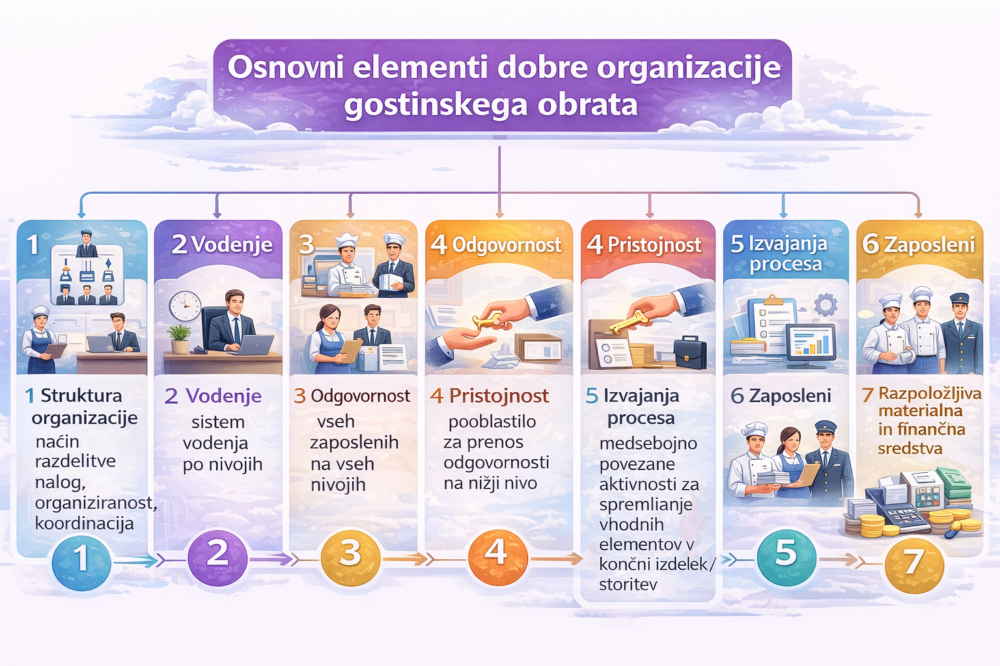 Osnovni elementi dobre organizacije
gostinskega obrata
1
2 Vodenje
3
4 Odgovornost
4 Pristojnost
5 Izvajanja
procesa
6 Zaposleni
1 Struktura
organizacije
naćin
razdelitve
nalog,
organiziranost,
koordinacija
2 Vodenje
sistem
vodenja
po nivojih
3 Odgovornost
vseh
zaposlenih
na vseh
nivojih
4 Pristojnost
pooblastilo
za prenos
odgovornosti
na nižji nivo
5 Izvajanja
procesa
medsebojno
povezane
aktivnosti za
spremlianje
vhodnih
elementov v
končni izdelek/
storitev
6 Zaposleni
7 Razpoložljiva
materialna
in finančna
sredstva
1
2
3
4
5
7